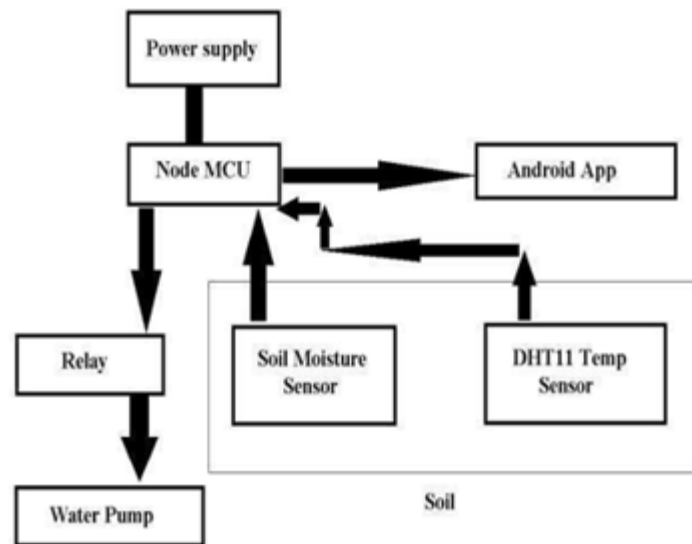 Power supply
Node MCU
Android App
Soil Moisture
Sensor
DHT11 Temp
Sensor
Relay
Water Pump
Soil